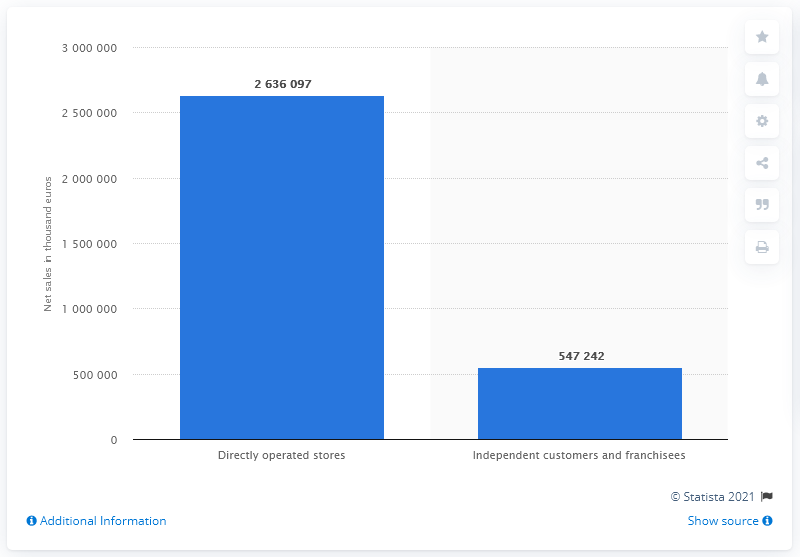 3 000 000
2 636 097
2 500 000
2 000 000
Net sales in thousand euros
1 500 000
1 000 000
547 242
500 000
0
Directly operated stores
Independent customers and franchisees
© Statista 2021
Additional Information
Show source